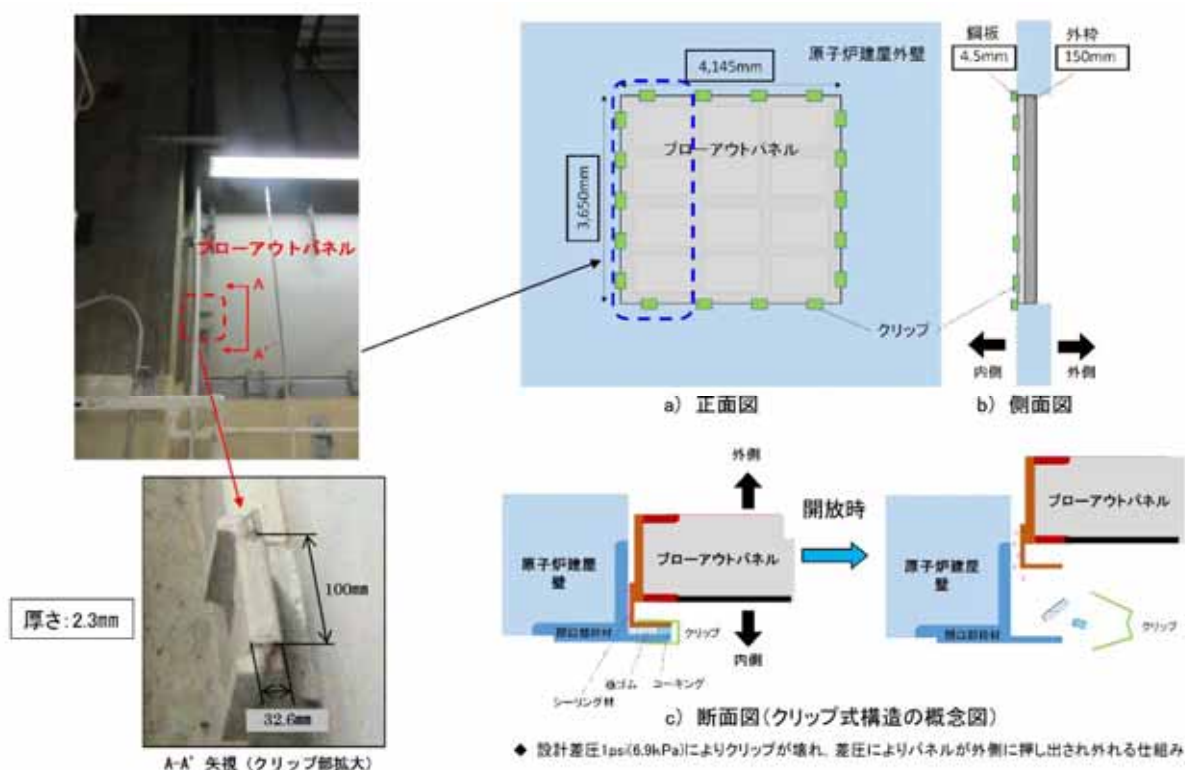 ブローアウトパネル
A
A'
厚さ:2.3mm
100mm
32.6mm
A-A' 矢視 (クリップ部拡大)
4,145mm
原子炉建屋外壁
ブローアウトパネル
3,650mm
クリップ
a) 正面図
鋼板
4.5mm
外枠
150mm
内側
外側
b) 側面図
外側
原子炉建屋
壁
ブローアウトパネル
内側
クリップ
コーキング
シーリング材
開放時
ブローアウトパネル
原子炉建屋
壁
クリップ
c) 断面図(クリップ式構造の概念図)
◆ 設計差圧1psi(6.9kPa)によりクリップが壊れ、差圧によりパネルが外側に押し出され外れる仕組み